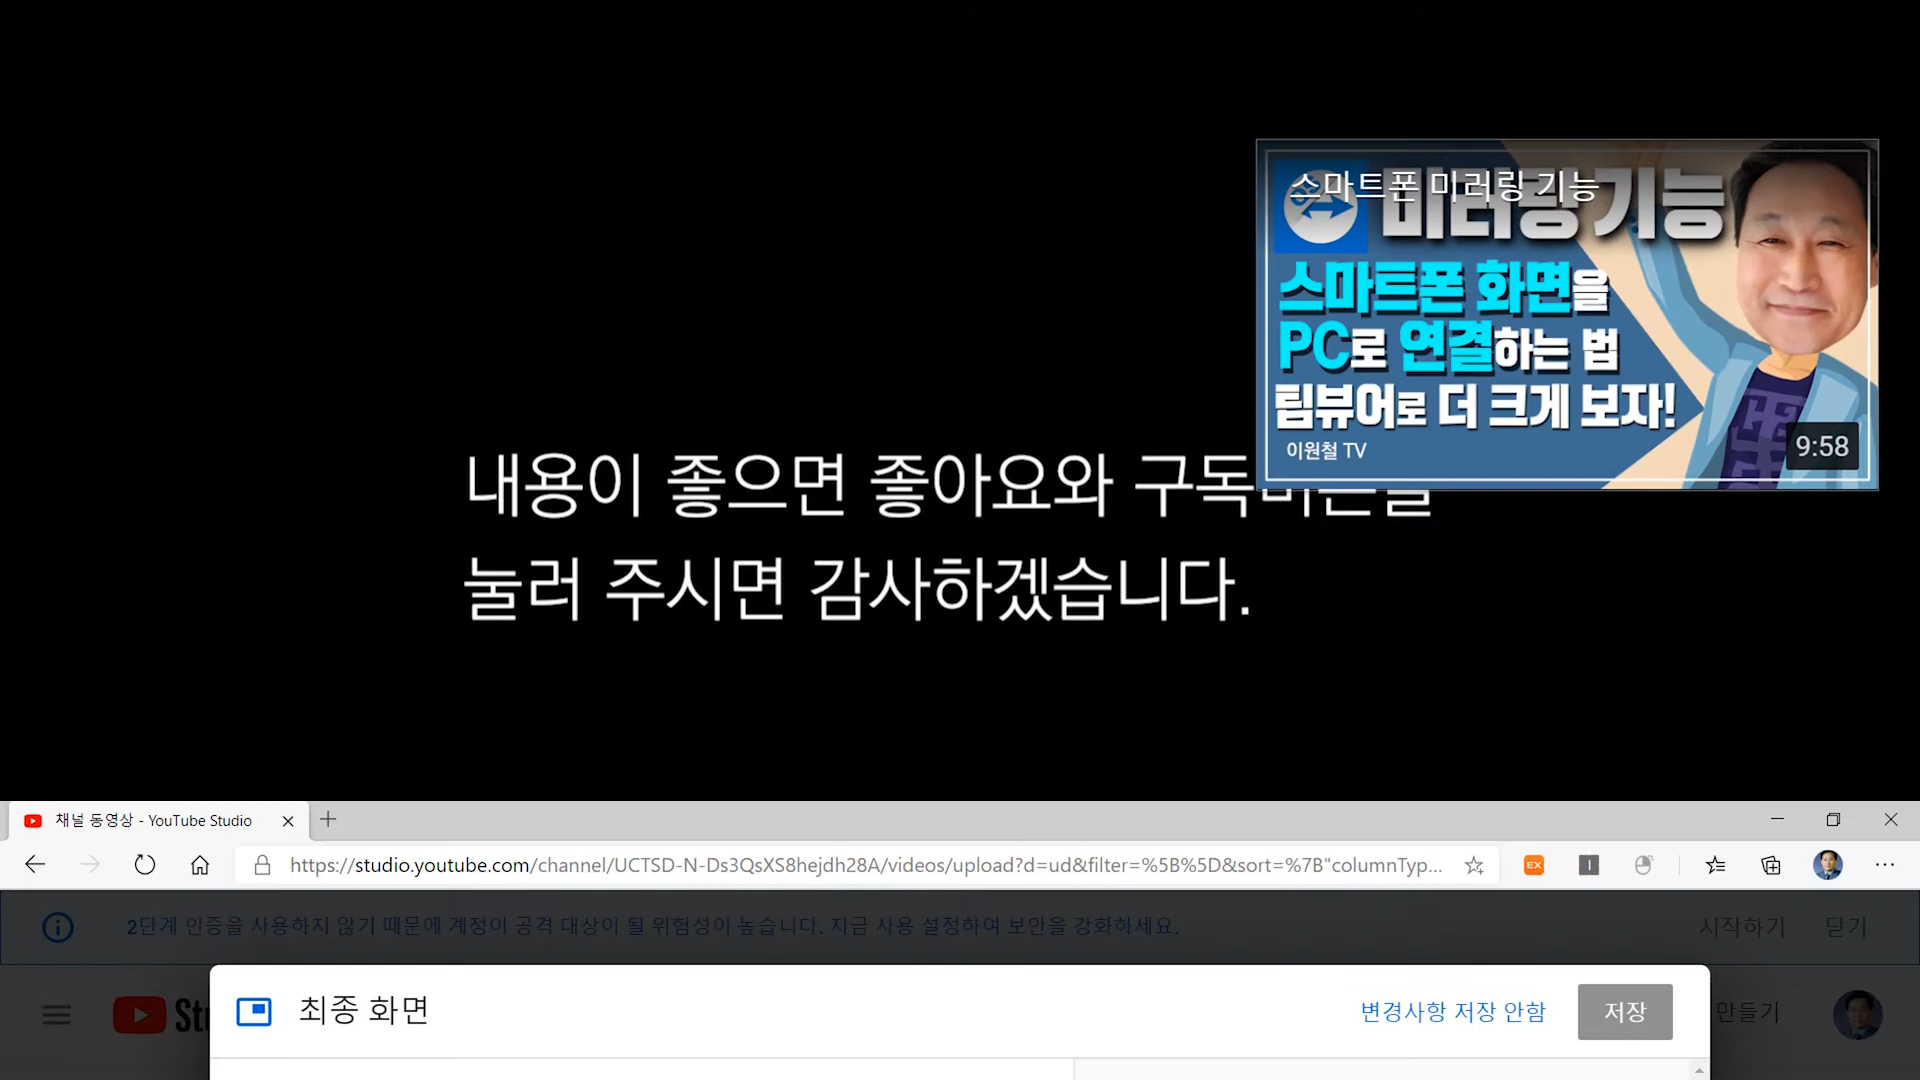 스마트폰 미러링 기능
미러링기능
스마트폰 화면을
PC로 연결하는 법
팀뷰어로 더 크게 보자!
이원철 TV
9:58
내용이 좋으면 좋아요와 구독버튼을
눌러 주시면 감사하겠습니다.
채널 동영상 - YouTube Studio
https://studio.youtube.com/channel/UCTSD-N-Ds3QsXS8hejdh28A/videos/upload?d=ud&filter=%5B%5D&sort=%7B"columnTyp...
EX
2단계 인증을 사용하지 않기 때문에 계정이 공격 대상이 될 위험성이 높습니다. 지금 사용 설정하여 보안을 강화하세요.
시작하기 닫기
최종 화면
변경사항 저장 안함
저장
만들기